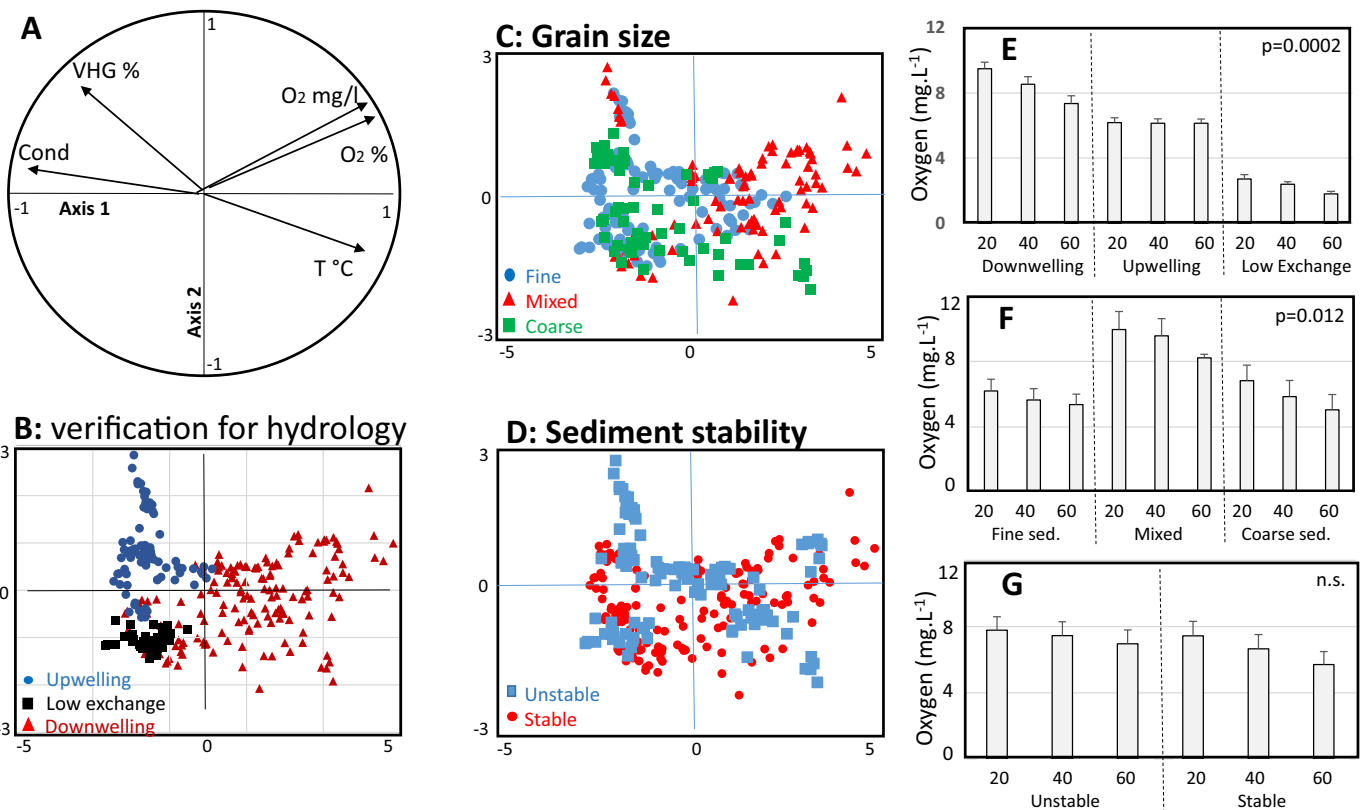 A
1
VHG %
O2 mg/L
Cond
O2 %
-1
Axis 1
1
T °C
Axis 2
-1
B: verification for hydrology
3
0
Upwelling
Low exchange
Downwelling
-3
-5
0
5
C: Grain size
3
0
Fine
Mixed
Coarse
-3
-5
0
5
D: Sediment stability
3
0
Unstable
Stable
-3
-5
0
5
E
p=0.0002
Oxygen (mg.L-1)
12
8
4
0
20 40 60 20 40 60 20 40 60
Downwelling Upwelling Low Exchange
F
p=0.012
Oxygen (mg.L-1)
12
8
4
0
20 40 60 20 40 60 20 40 60
Fine sed. Mixed Coarse sed.
G
n.s.
Oxygen (mg.L-1)
12
8
4
0
20 40 60 20 40 60
Unstable Stable